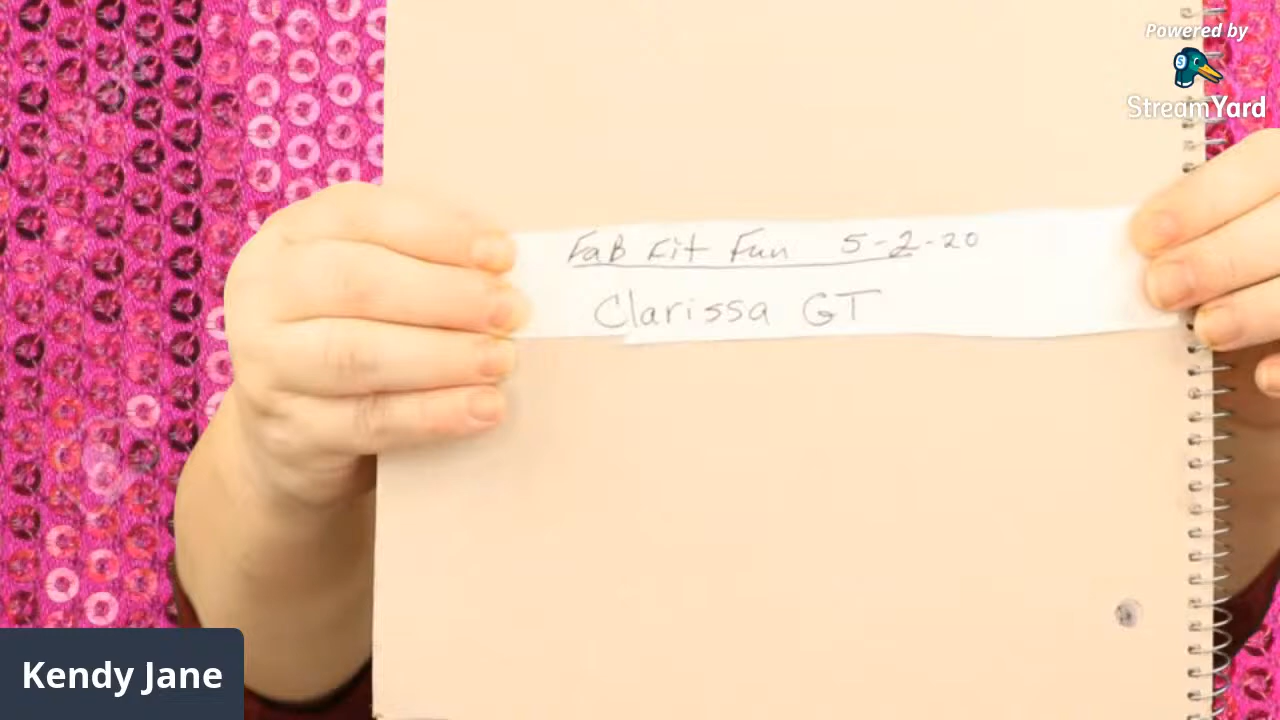 Powered by
StreamYard
FaB Fit Fun 5-2-20
Clarissa GT
Kendy Jane